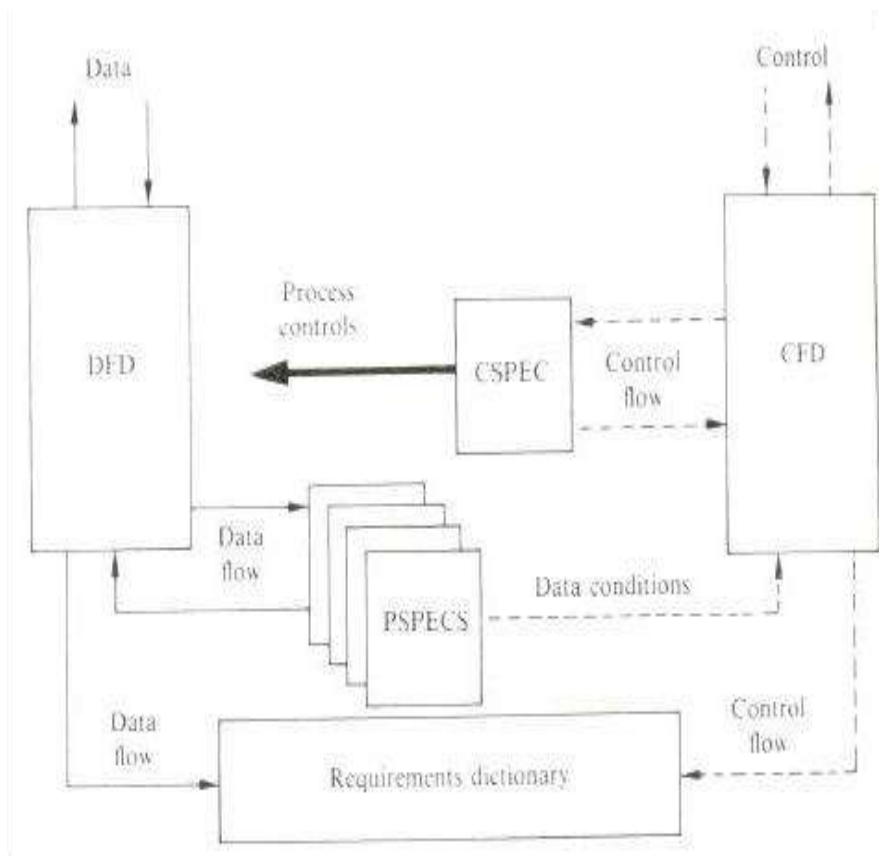 Data
Control
Process
controls
DFD
CSPEC
Control
flow
CFD
Data
flow
PSPECS
Data conditions
Data
flow
Control
flow
Requirements dictionary